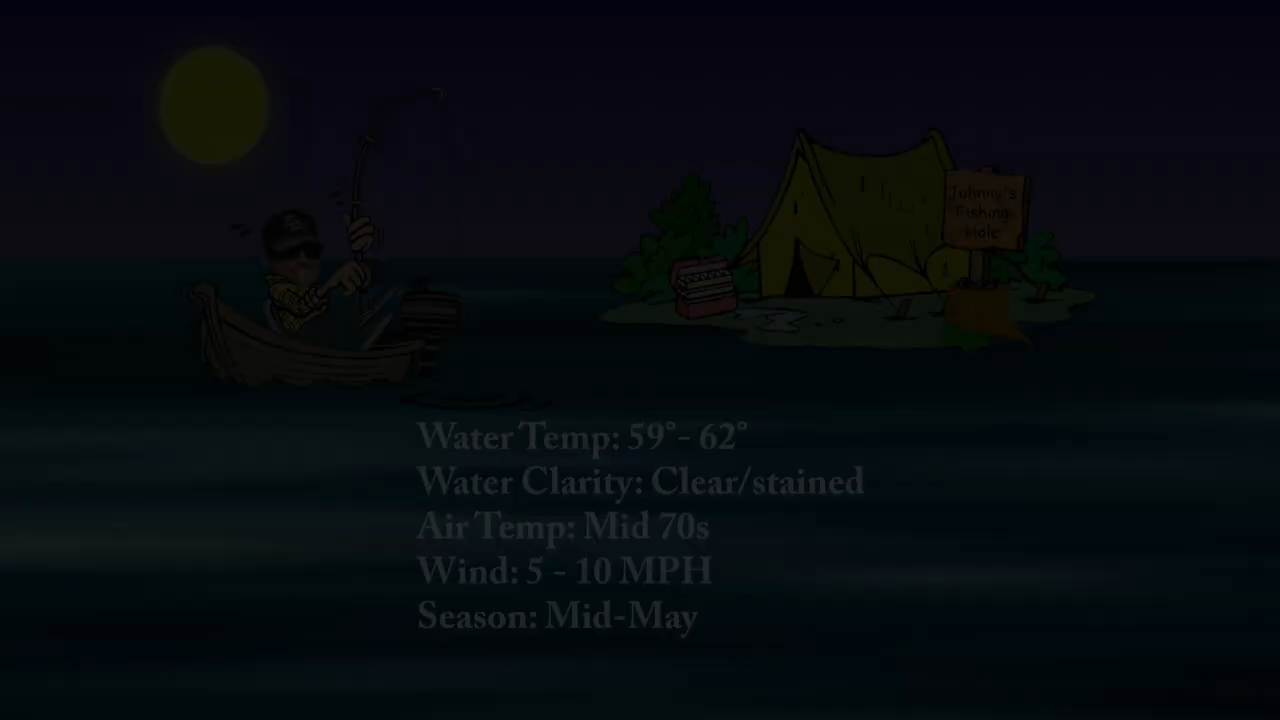 Johnny's
Fishing
Hole
Water Temp: 59°- 62°
Water Clarity: Clear/stained
Air Temp: Mid 70s
Wind: 5 - 10 MPH
Season: Mid-May